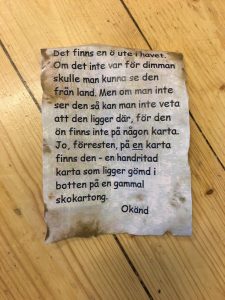 Det finns en ö ute i havet.
Om det inte var för dimman
skulle man kunna se den
från land. Men om man inte
ser den så kan man inte veta
att den ligger där, för den
ön finns inte på någon karta.
Jo, förresten, på en karta
finns den - en handritad
karta som ligger gömd i
botten på en gammal
skokartong.
Okänd